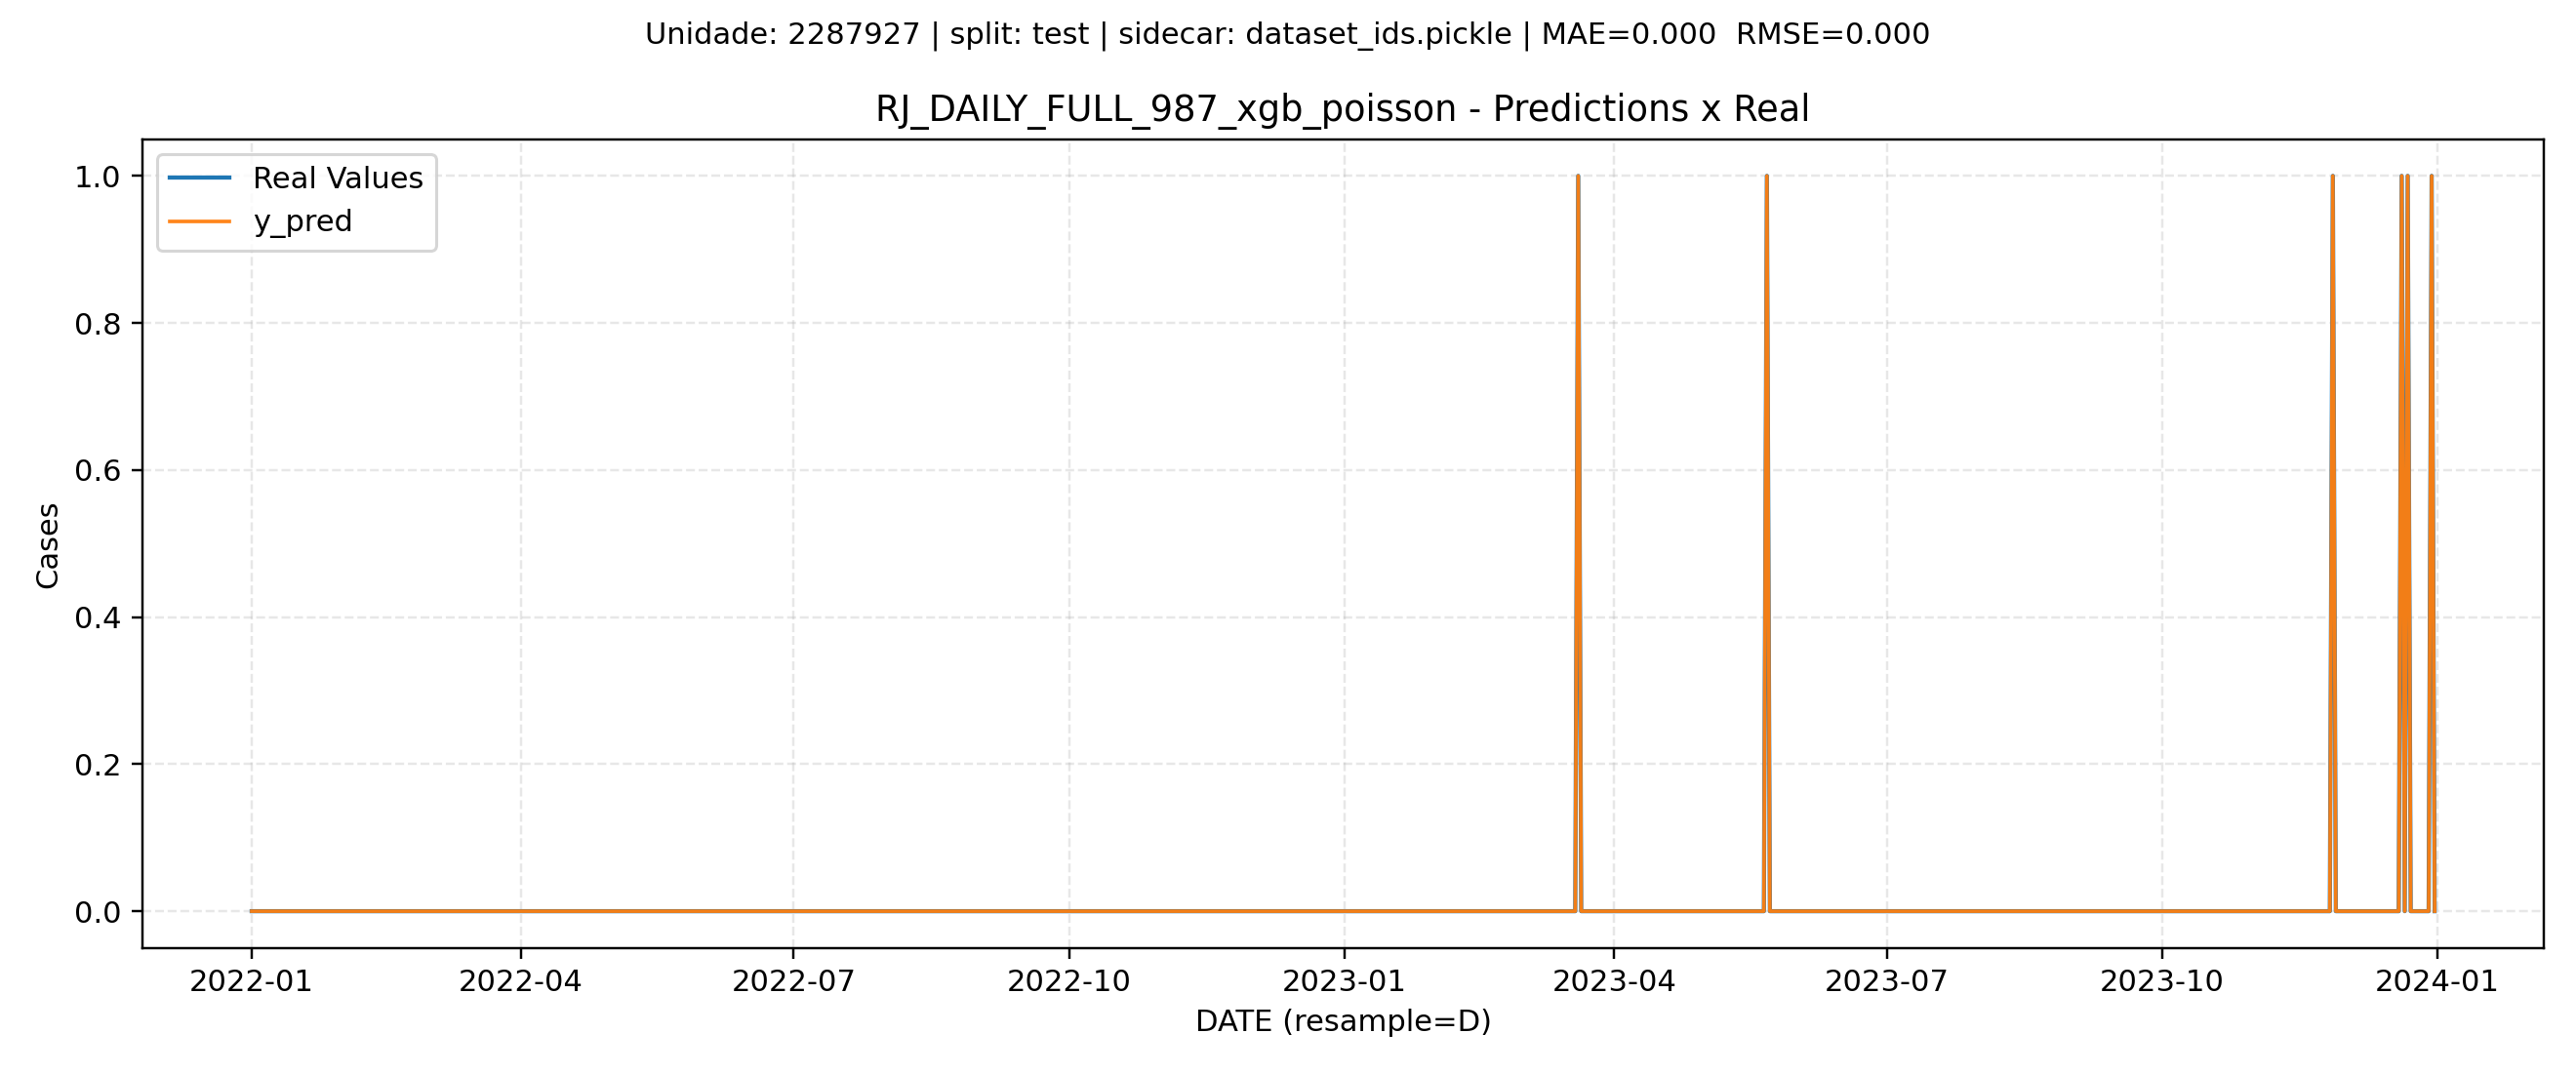 Unidade: 2287927 | split: test | sidecar: dataset_ids.pickle | MAE=0.000  RMSE=0.000
RJ_DAILY_FULL_987_xgb_poisson - Predictions x Real
Real Values
y_pred
1.0
0.8
0.6
0.4
0.2
0.0
Cases
2022-01
2022-04
2022-07
2022-10
2023-01
2023-04
2023-07
2023-10
2024-01
DATE (resample=D)